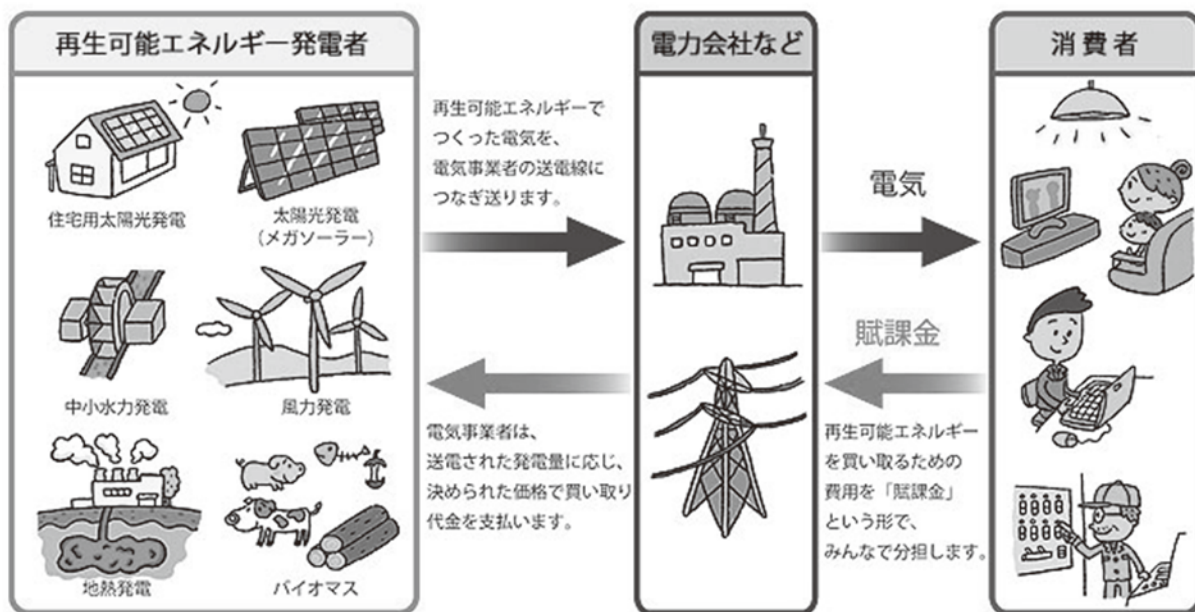 再生可能エネルギー発電者
住宅用太陽光発電
太陽光発電
（メガソーラー）
中小水力発電
風力発電
地熱発電
バイオマス
再生可能エネルギーで
つくった電気を、
電気事業者の送電線に
つなぎ送ります。
電気事業者は、
送電された発電量に応じ、
決められた価格で買い取り
代金を支払います。
電力会社など
電気
賦課金
再生可能エネルギー
を買い取るための
費用を「賦課金」
という形で、
みんなで分担します。
消費者